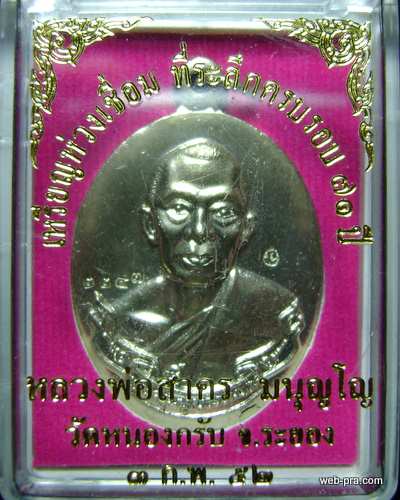 เหรียญห่วงเชื่อม ที่ระลึกครบรอบ ๗๑ ปี
หลวงพ่อสาคร มนุญโญ
วัดหนองกรับ จ.ระยอง
๓ ก.พ. ๕๒
web-pra.com